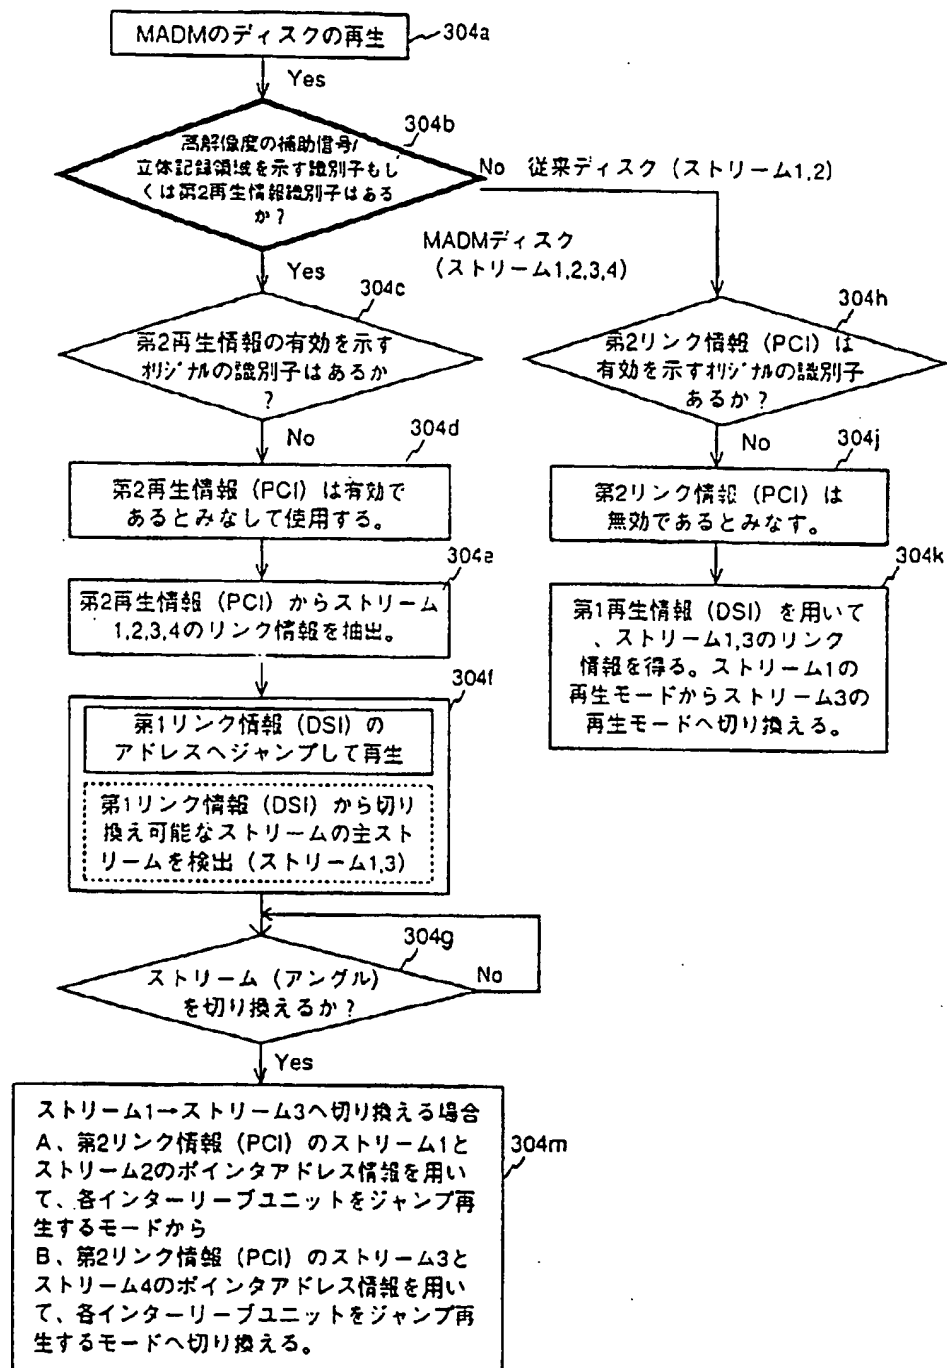 MADMのディスクの再生
304a
Yes
304b
高解像度の補助信号/
立体記録領域を示す識別子もし
くは第2再生情報識別子はある
か？
No 従来ディスク（ストリーム1,2）
MADMディスク
（ストリーム1,2,3,4）
Yes
304c
第2再生情報の有効を示す
ｵﾘｼﾞﾅﾙの識別子はあるか
？
304h
第2リンク情報（PCI）は
有効を示すｵﾘｼﾞﾅﾙの識別子
あるか？
No
304d
第2再生情報（PCI）は有効で
あるとみなして使用する。
No
304j
第2リンク情報（PCI）は
無効であるとみなす。
304e
第2再生情報（PCI）からストリーム
1,2,3,4のリンク情報を抽出。
304k
第1再生情報（DSI）を用いて
、ストリーム1,3のリンク
情報を得る。ストリーム1の
再生モードからストリーム3の
再生モードへ切り換える。
304f
第1リンク情報（DSI）の
アドレスへジャンプして再生
第1リンク情報（DSI）から切り
換え可能なストリームの主スト
リームを検出（ストリーム1,3）
304g
ストリーム（アングル）
を切り換えるか？
No
Yes
304m
ストリーム1→ストリーム3へ切り換える場合
A、第2リンク情報（PCI）のストリーム1と
ストリーム2のポインタアドレス情報を用い
て、各インターリーブユニットをジャンプ再
生するモードから
B、第2リンク情報（PCI）のストリーム3と
ストリーム4のポインタアドレス情報を用い
て、各インターリーブユニットをジャンプ再
生するモードへ切り換える。